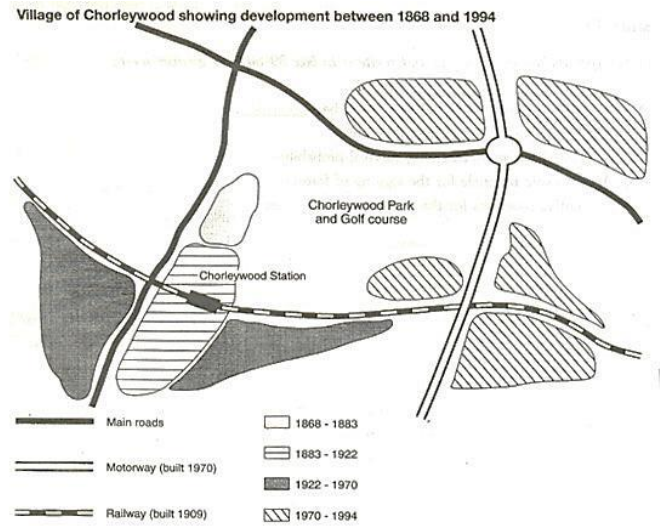 Village of Chorleywood showing development between 1868 and 1994
Chorleywood Park
and Golf course
Chorleywood Station
Main roads
Motorway (built 1970)
Railway (built 1909)
1868 - 1883
1883 - 1922
1922 - 1970
1970 - 1994